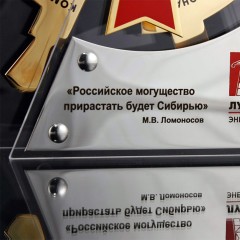 «Российское могущество
прирастать будет Сибирью»
М.В. Ломоносов